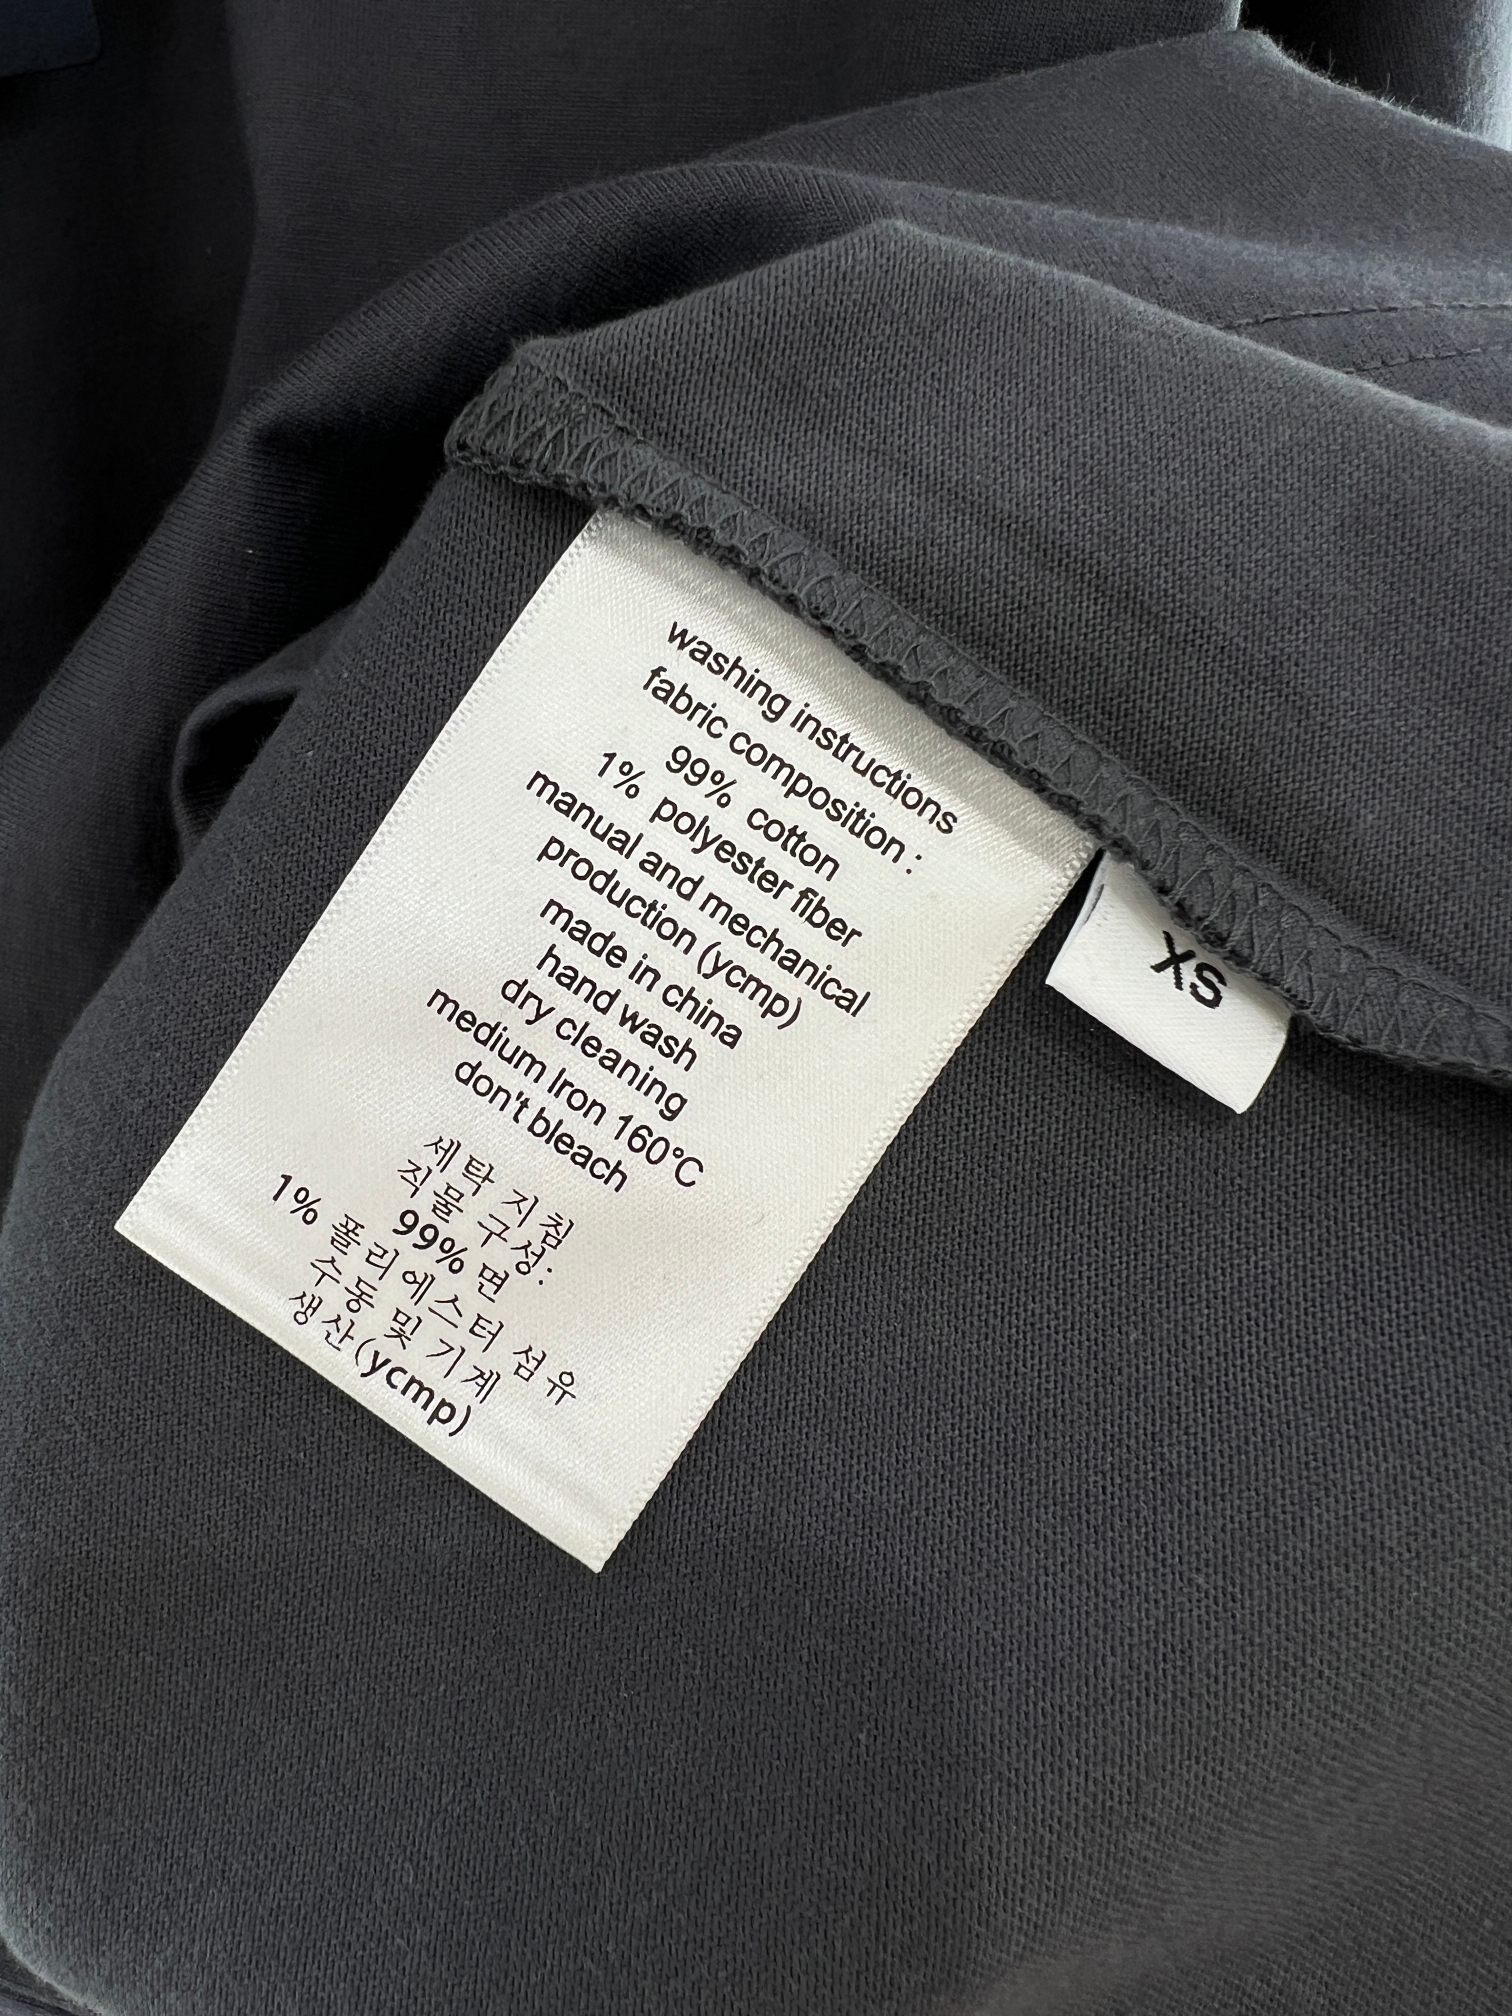 washing instructions
fabric composition :
99% cotton
1% polyester fiber
manual and mechanical
production (ycmp)
made in china
hand wash
dry cleaning
medium Iron 160°C
don't bleach
세탁 지침
직물 구성:
99% 면
1% 폴리에스터 섬유
수동 및 기계
생산(ycmp)
XS